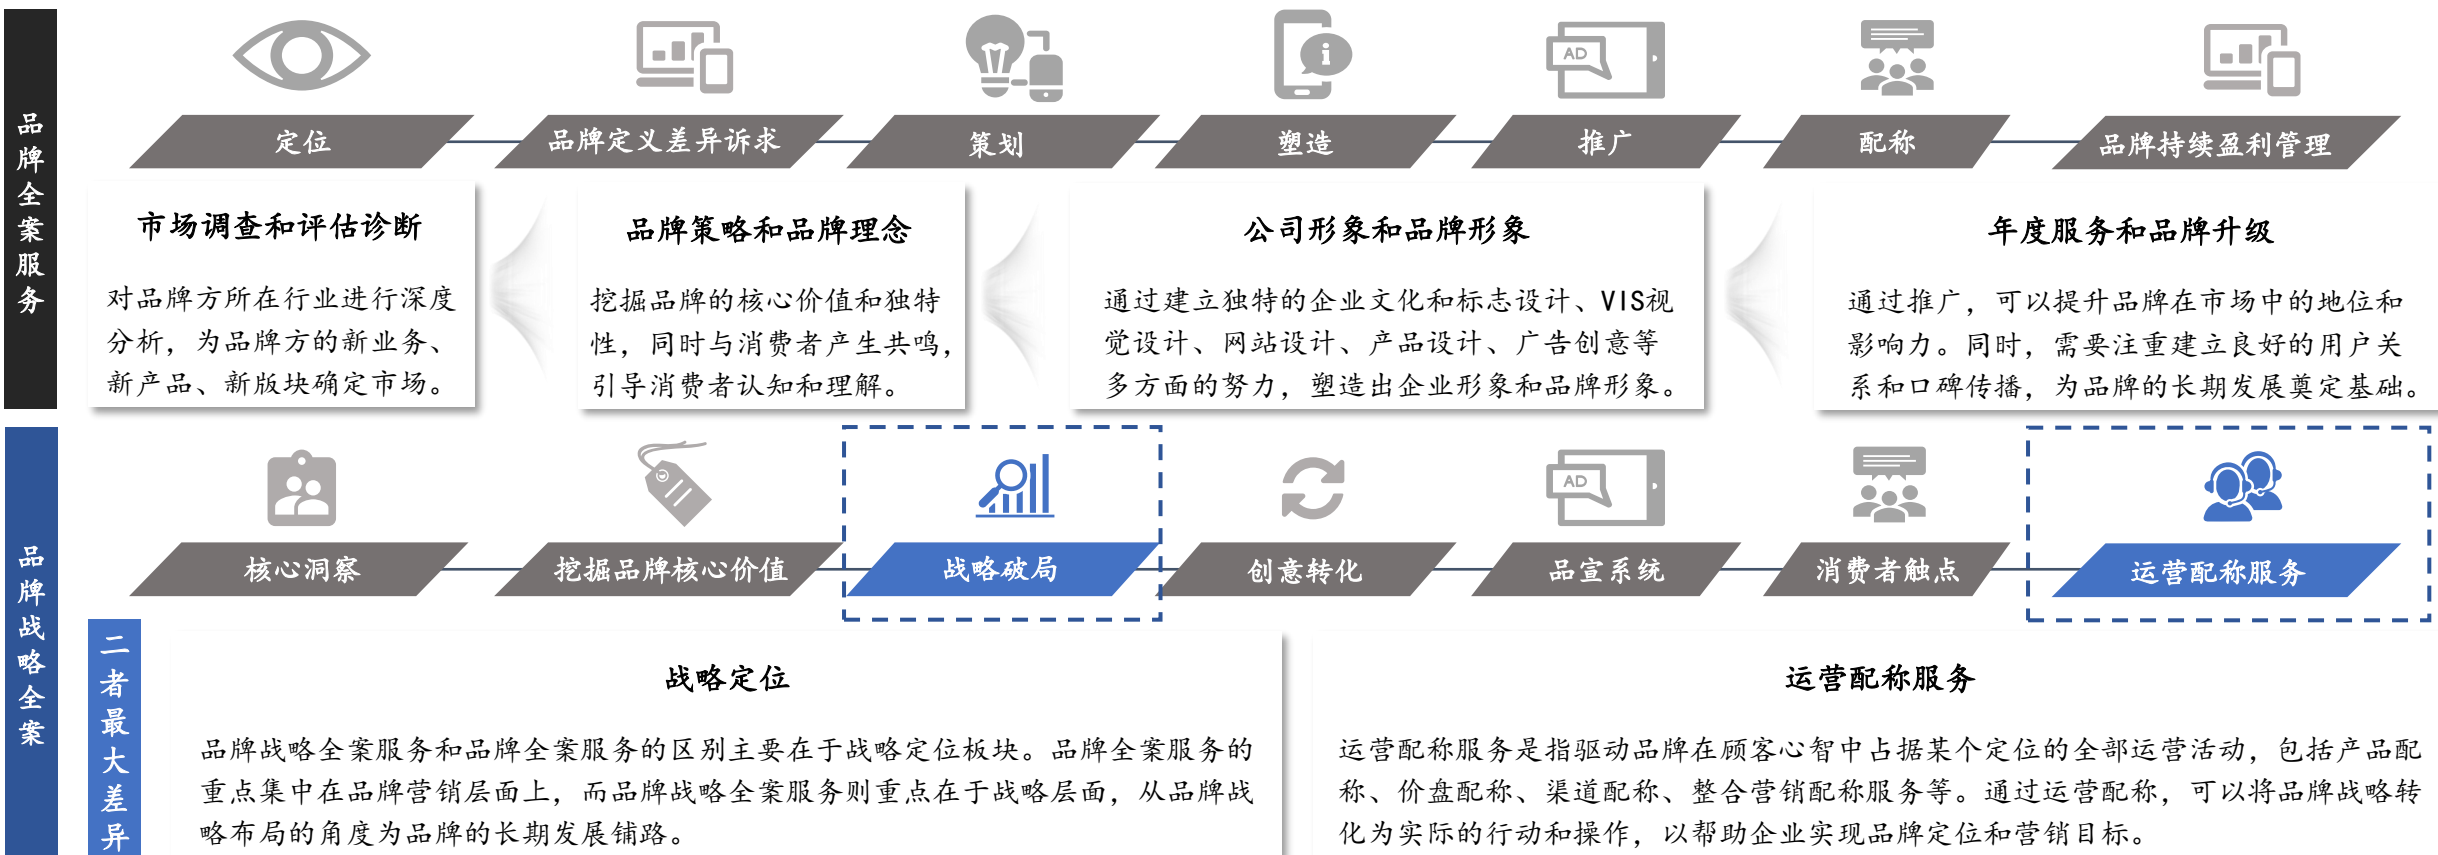 品牌全案服务
AD
定位
品牌定义差异诉求
策划
塑造
推广
配称
品牌持续盈利管理
市场调查和评估诊断
对品牌方所在行业进行深度
分析，为品牌方的新业务、
新产品、新版块确定市场。
品牌策略和品牌理念
挖掘品牌的核心价值和独特
性，同时与消费者产生共鸣，
引导消费者认知和理解。
公司形象和品牌形象
通过建立独特的企业文化和标志设计、VIS视
觉设计、网站设计、产品设计、广告创意等
多方面的努力，塑造出企业形象和品牌形象。
年度服务和品牌升级
通过推广，可以提升品牌在市场中的地位和
影响力。同时，需要注重建立良好的用户关
系和口碑传播，为品牌的长期发展奠定基础。
品牌战略全案
AD
核心洞察
挖掘品牌核心价值
战略破局
创意转化
品宣系统
消费者触点
运营配称服务
二者最大差异
战略定位
品牌战略全案服务和品牌全案服务的区别主要在于战略定位板块。品牌全案服务的
重点集中在品牌营销层面上，而品牌战略全案服务则重点在于战略层面，从品牌战
略布局的角度为品牌的长期发展铺路。
运营配称服务
运营配称服务是指驱动品牌在顾客心智中占据某个定位的全部运营活动，包括产品配
称、价盘配称、渠道配称、整合营销配称服务等。通过运营配称，可以将品牌战略转
化为实际的行动和操作，以帮助企业实现品牌定位和营销目标。